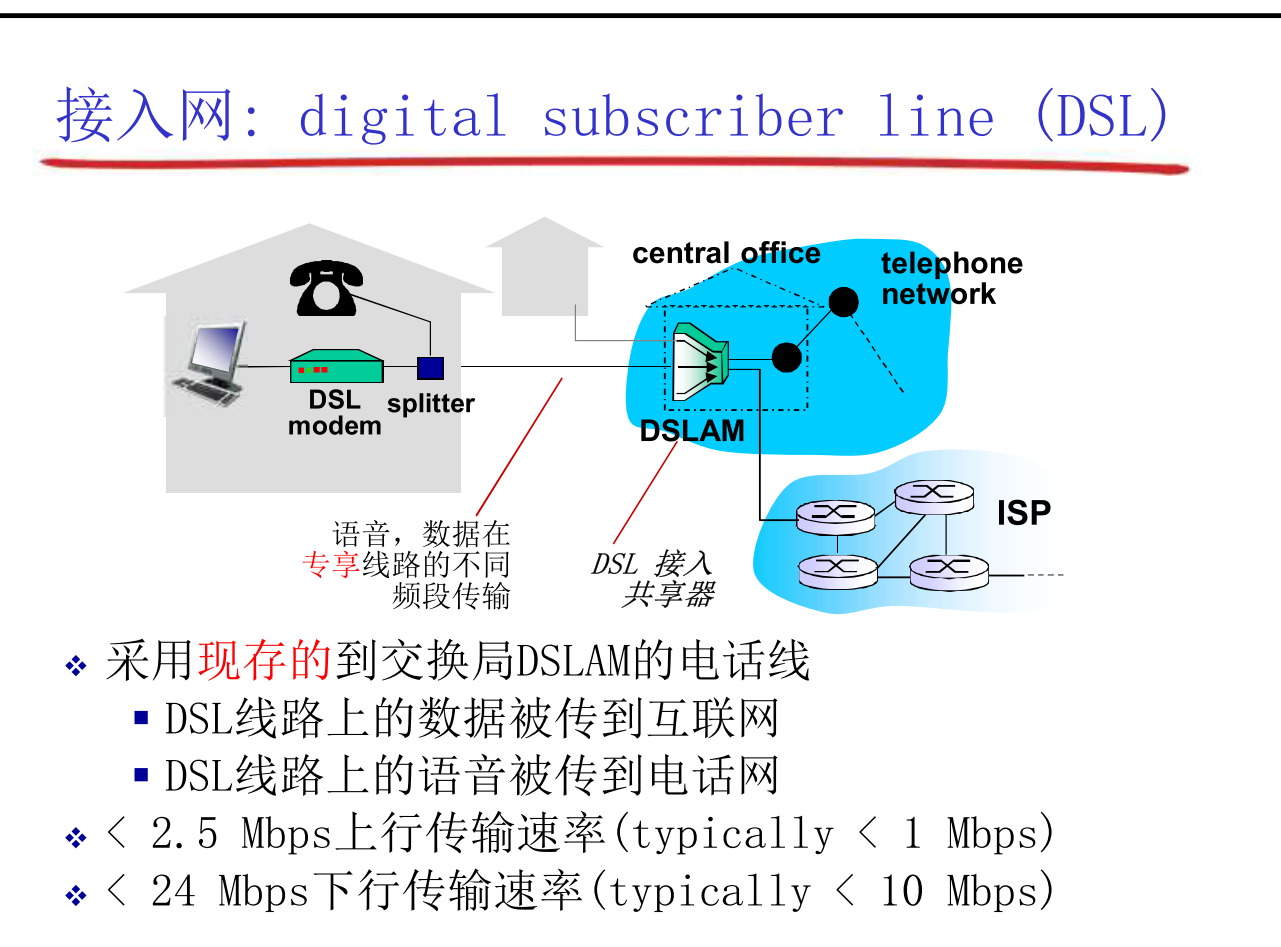 接入网: digital subscriber line (DSL)
central office
telephone
network
DSL
modem
splitter
DSLAM
ISP
语音，数据在
专享线路的不同
频段传输
DSL 接入
共享器
❖ 采用现存的到交换局DSLAM的电话线
▪ DSL线路上的数据被传到互联网
▪ DSL线路上的语音被传到电话网
❖ < 2.5 Mbps上行传输速率(typically < 1 Mbps)
❖ < 24 Mbps下行传输速率(typically < 10 Mbps)